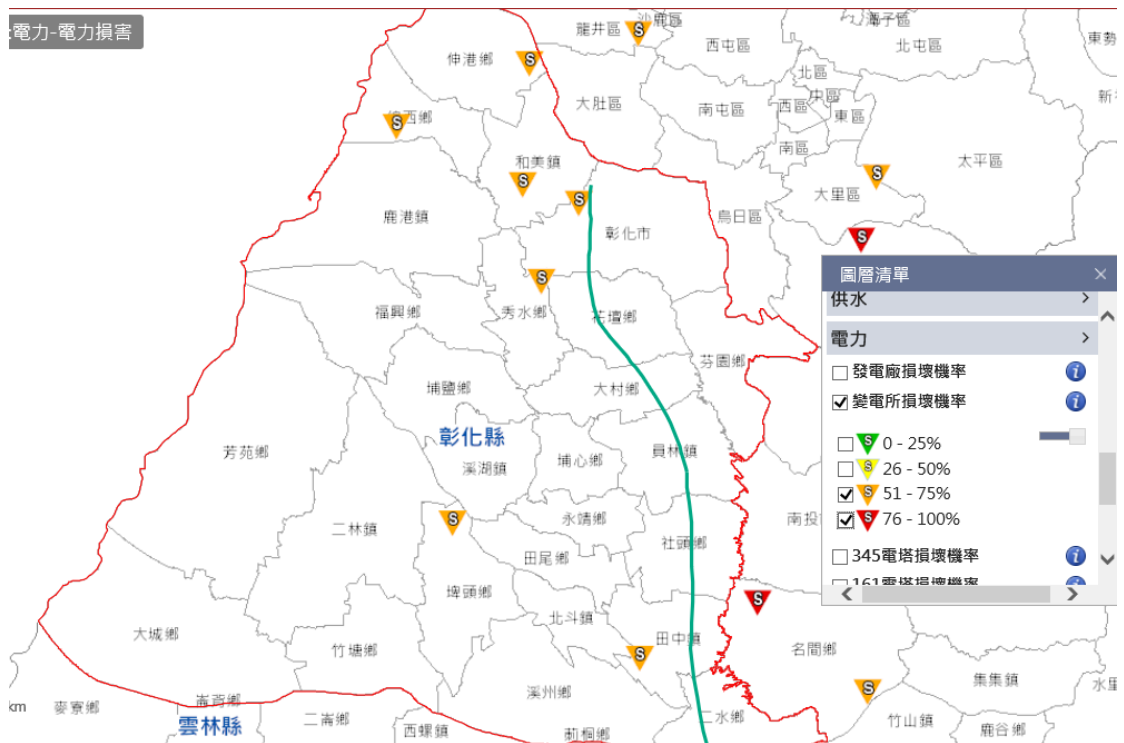 電力-電力損害
龍井區
沙鹿區
潭子區
東勢
西屯區
北屯區
伸港鄉
北區
大肚區
南屯區
西區
中區
東區
新
西鄉
南區
和美鎮
太平區
大里區
鹿港鎮
烏日區
彰化市
圖層清單
供水
福興鄉
秀水鄉
花壇鄉
電力
芬園鄉
發電廠損壞機率
埔鹽鄉
大村鄉
變電所損壞機率
彰化縣
0 - 25%
芳苑鄉
員林鎮
溪湖鎮
埔心鄉
26 - 50%
51 - 75%
二林鎮
永靖鄉
南投
76 - 100%
社頭鄉
田尾鄉
345電塔損壞機率
161電塔損壞機率
埤頭鄉
北斗鎮
大城鄉
田中鎮
竹塘鄉
名間鄉
集集鎮
溪州鄉
水里
km
麥寮鄉
崙背鄉
雲林縣
二崙鄉
西螺鎮
莿桐鄉
二水鄉
竹山鎮
鹿谷鄉